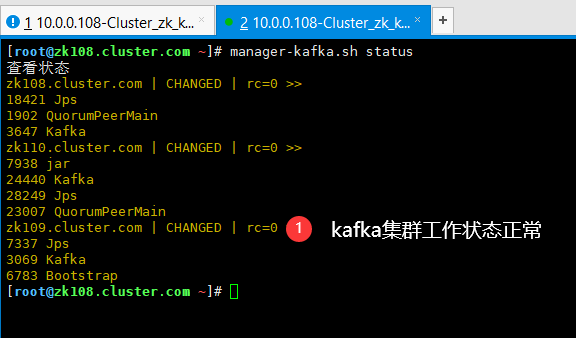 1 10.0.0.108-Cluster_zk_k...
2 10.0.0.108-Cluster_zk_k...
[root@zk108.cluster.com ~]# manager-kafka.sh status
查看状态
zk108.cluster.com | CHANGED | rc=0 >>
18421 Jps
1902 QuorumPeerMain
3647 Kafka
zk110.cluster.com | CHANGED | rc=0 >>
7938 jar
24440 Kafka
28249 Jps
23007 QuorumPeerMain
zk109.cluster.com | CHANGED | rc=0 1 kafka集群工作状态正常
7337 Jps
3069 Kafka
6783 Bootstrap
[root@zk108.cluster.com ~]#